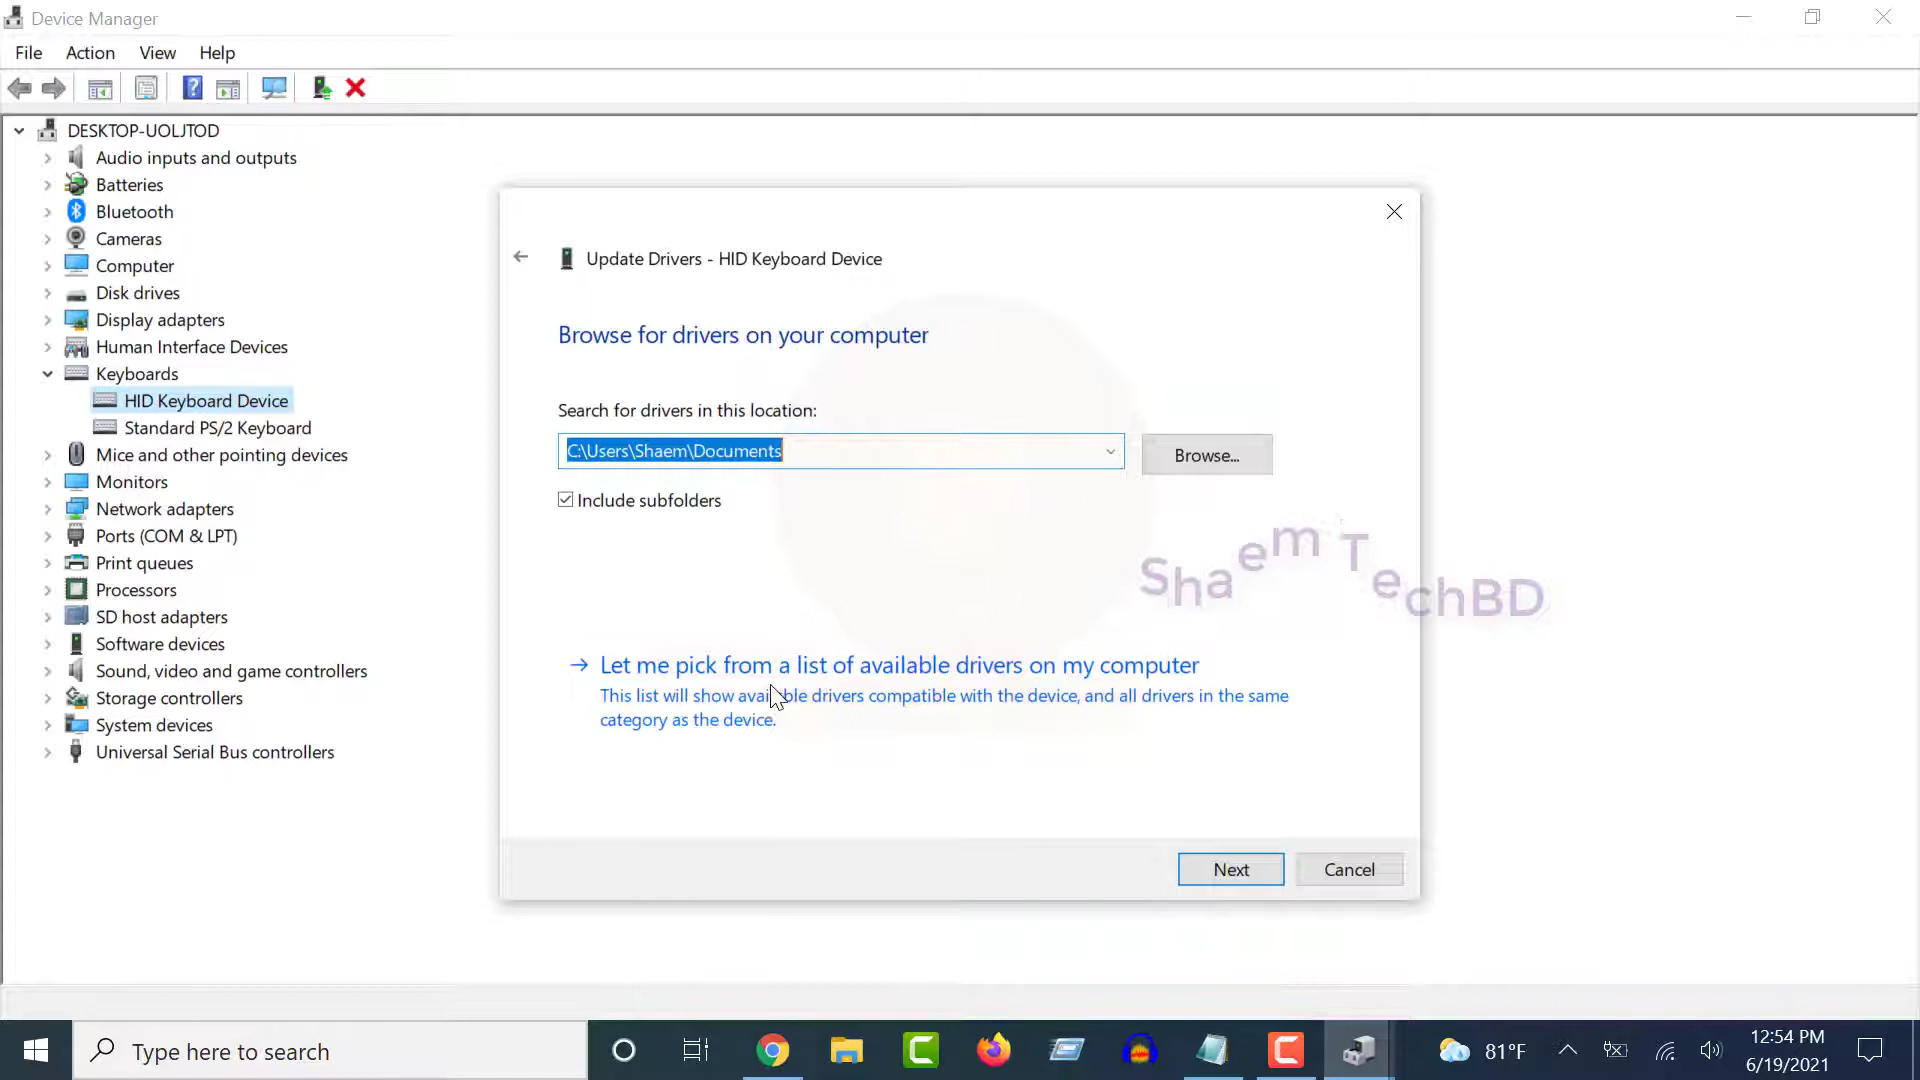 Device Manager
File Action View Help
DESKTOP-UOLJTOD
Audio inputs and outputs
Batteries
Bluetooth
Cameras
Computer
Disk drives
Display adapters
Human Interface Devices
Keyboards
HID Keyboard Device
Standard PS/2 Keyboard
Mice and other pointing devices
Monitors
Network adapters
Ports (COM & LPT)
Print queues
Processors
SD host adapters
Software devices
Sound, video and game controllers
Storage controllers
System devices
Universal Serial Bus controllers
Update Drivers - HID Keyboard Device
Browse for drivers on your computer
Search for drivers in this location:
C:\Users\Shaem\Documents
Browse...
Include subfolders
Shaem TechBD
Let me pick from a list of available drivers on my computer
This list will show available drivers compatible with the device, and all drivers in the same
category as the device.
Next Cancel
Type here to search
81°F
12:54 PM
6/19/2021